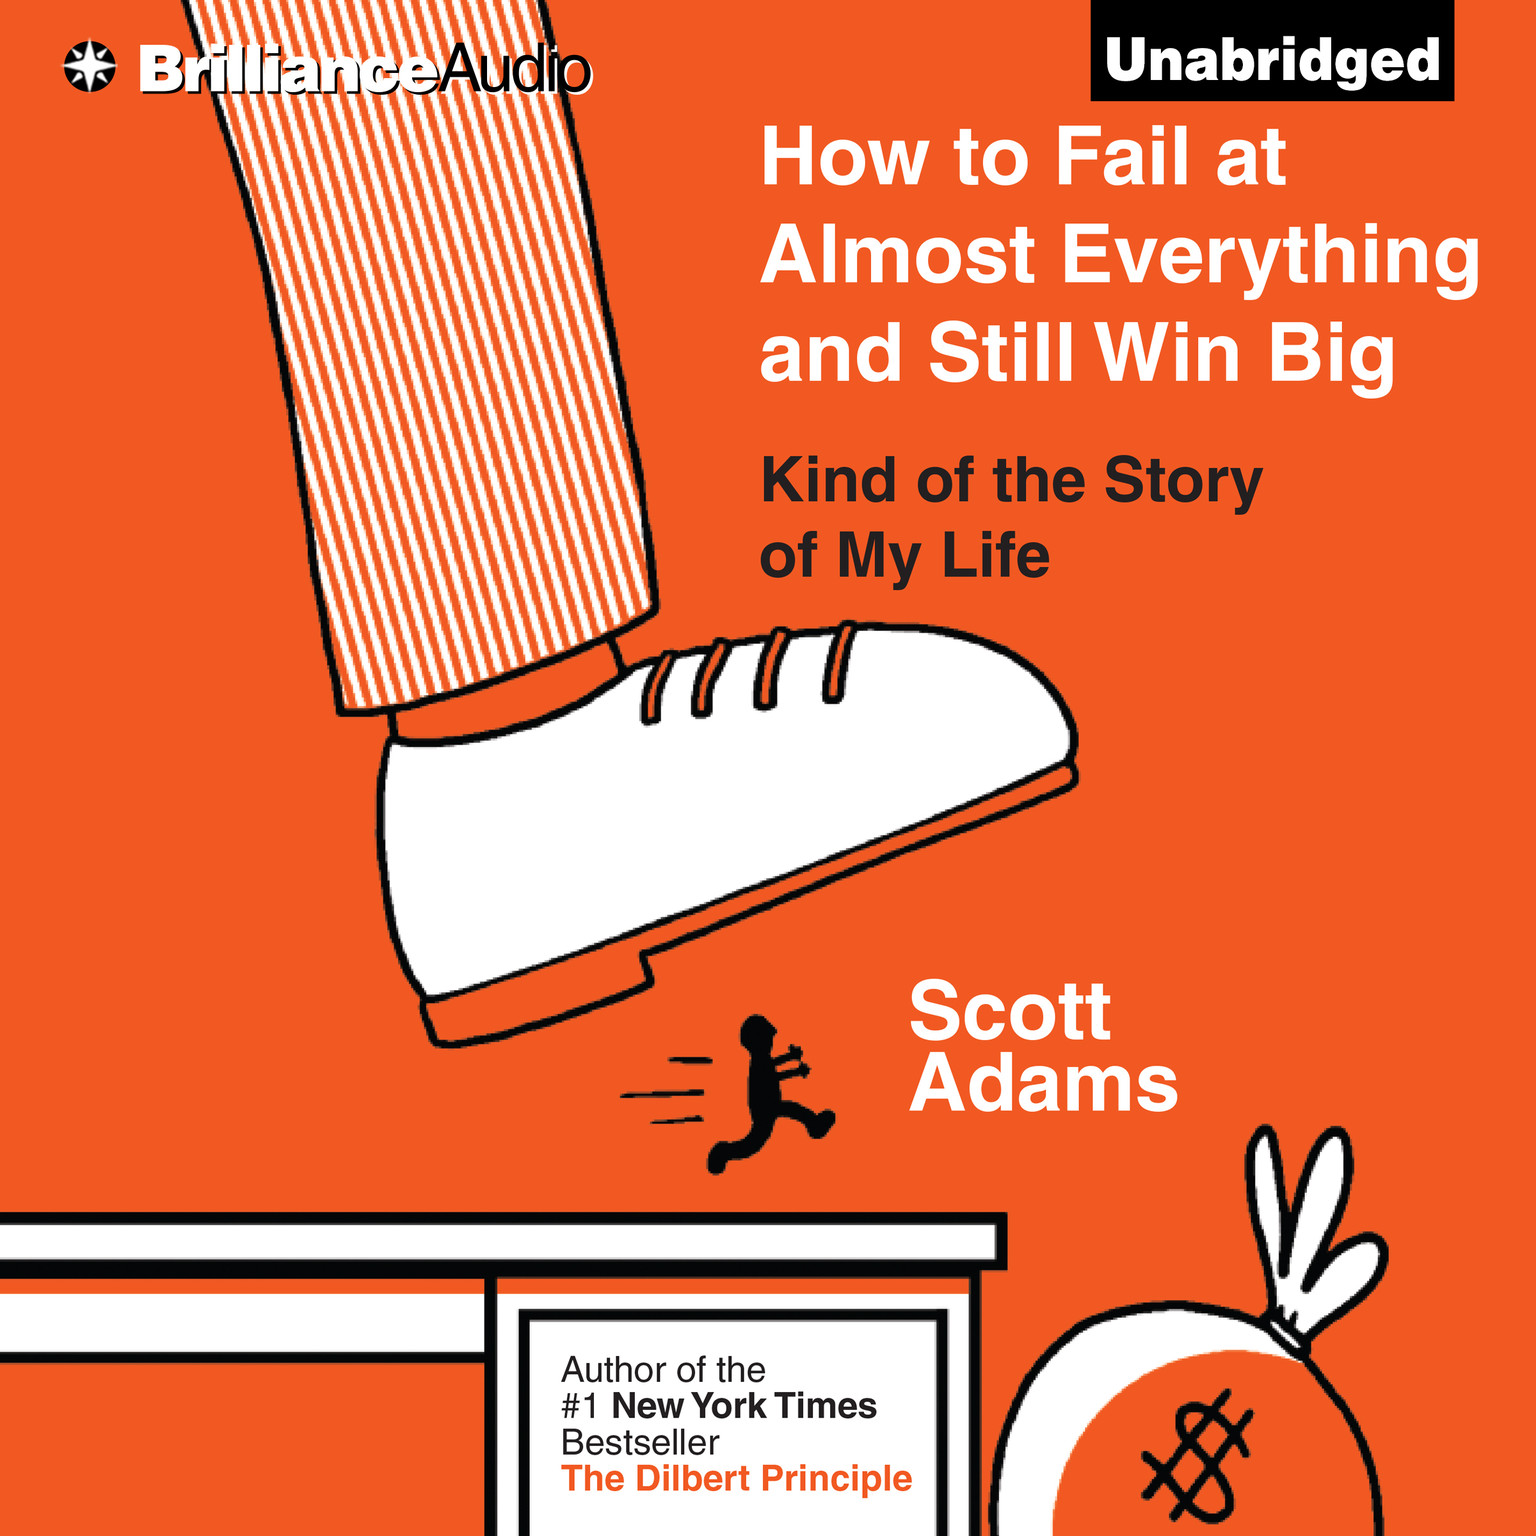 BrillianceAudio
Unabridged
How to Fail at
Almost Everything
and Still Win Big
Kind of the Story
of My Life
Scott
Adams
Author of the
#1 New York Times
Bestseller
The Dilbert Principle
$